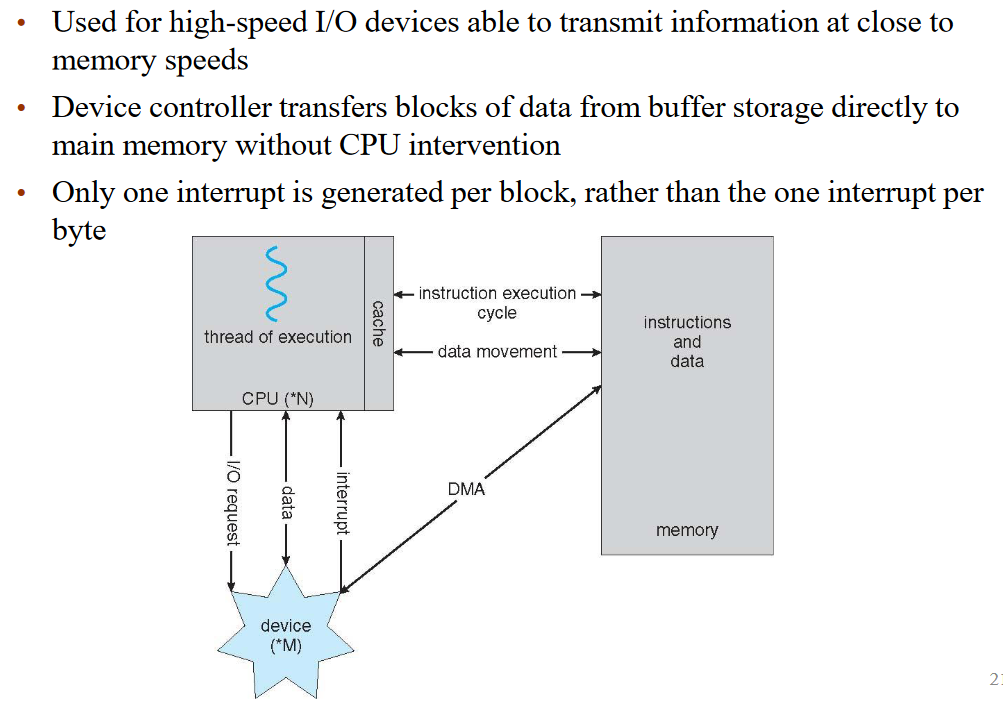 • Used for high-speed I/O devices able to transmit information at close to
memory speeds
• Device controller transfers blocks of data from buffer storage directly to
main memory without CPU intervention
• Only one interrupt is generated per block, rather than the one interrupt per
byte
thread of execution
cache
CPU (*N)
instruction execution
cycle
data movement
instructions
and
data
memory
I/O request
data
interrupt
DMA
device
(*M)